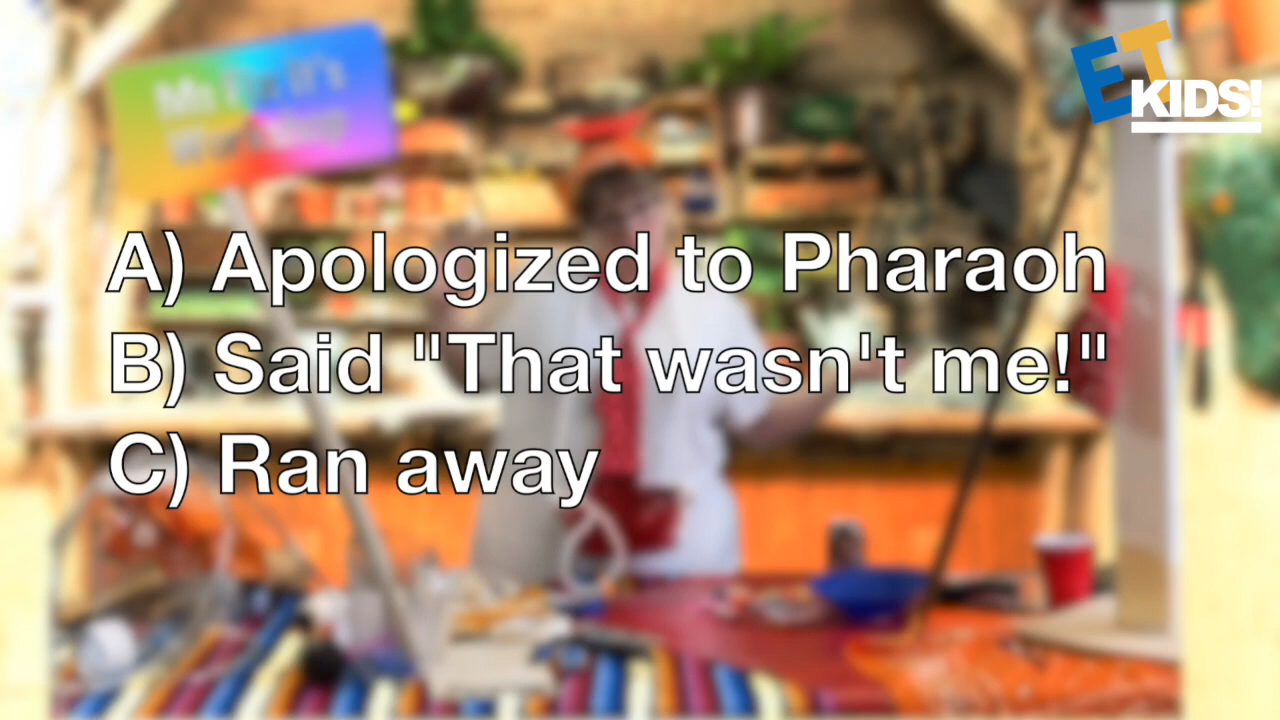 ET
KIDS!
A) Apologized to Pharaoh
B) Said "That wasn't me!"
C) Ran away